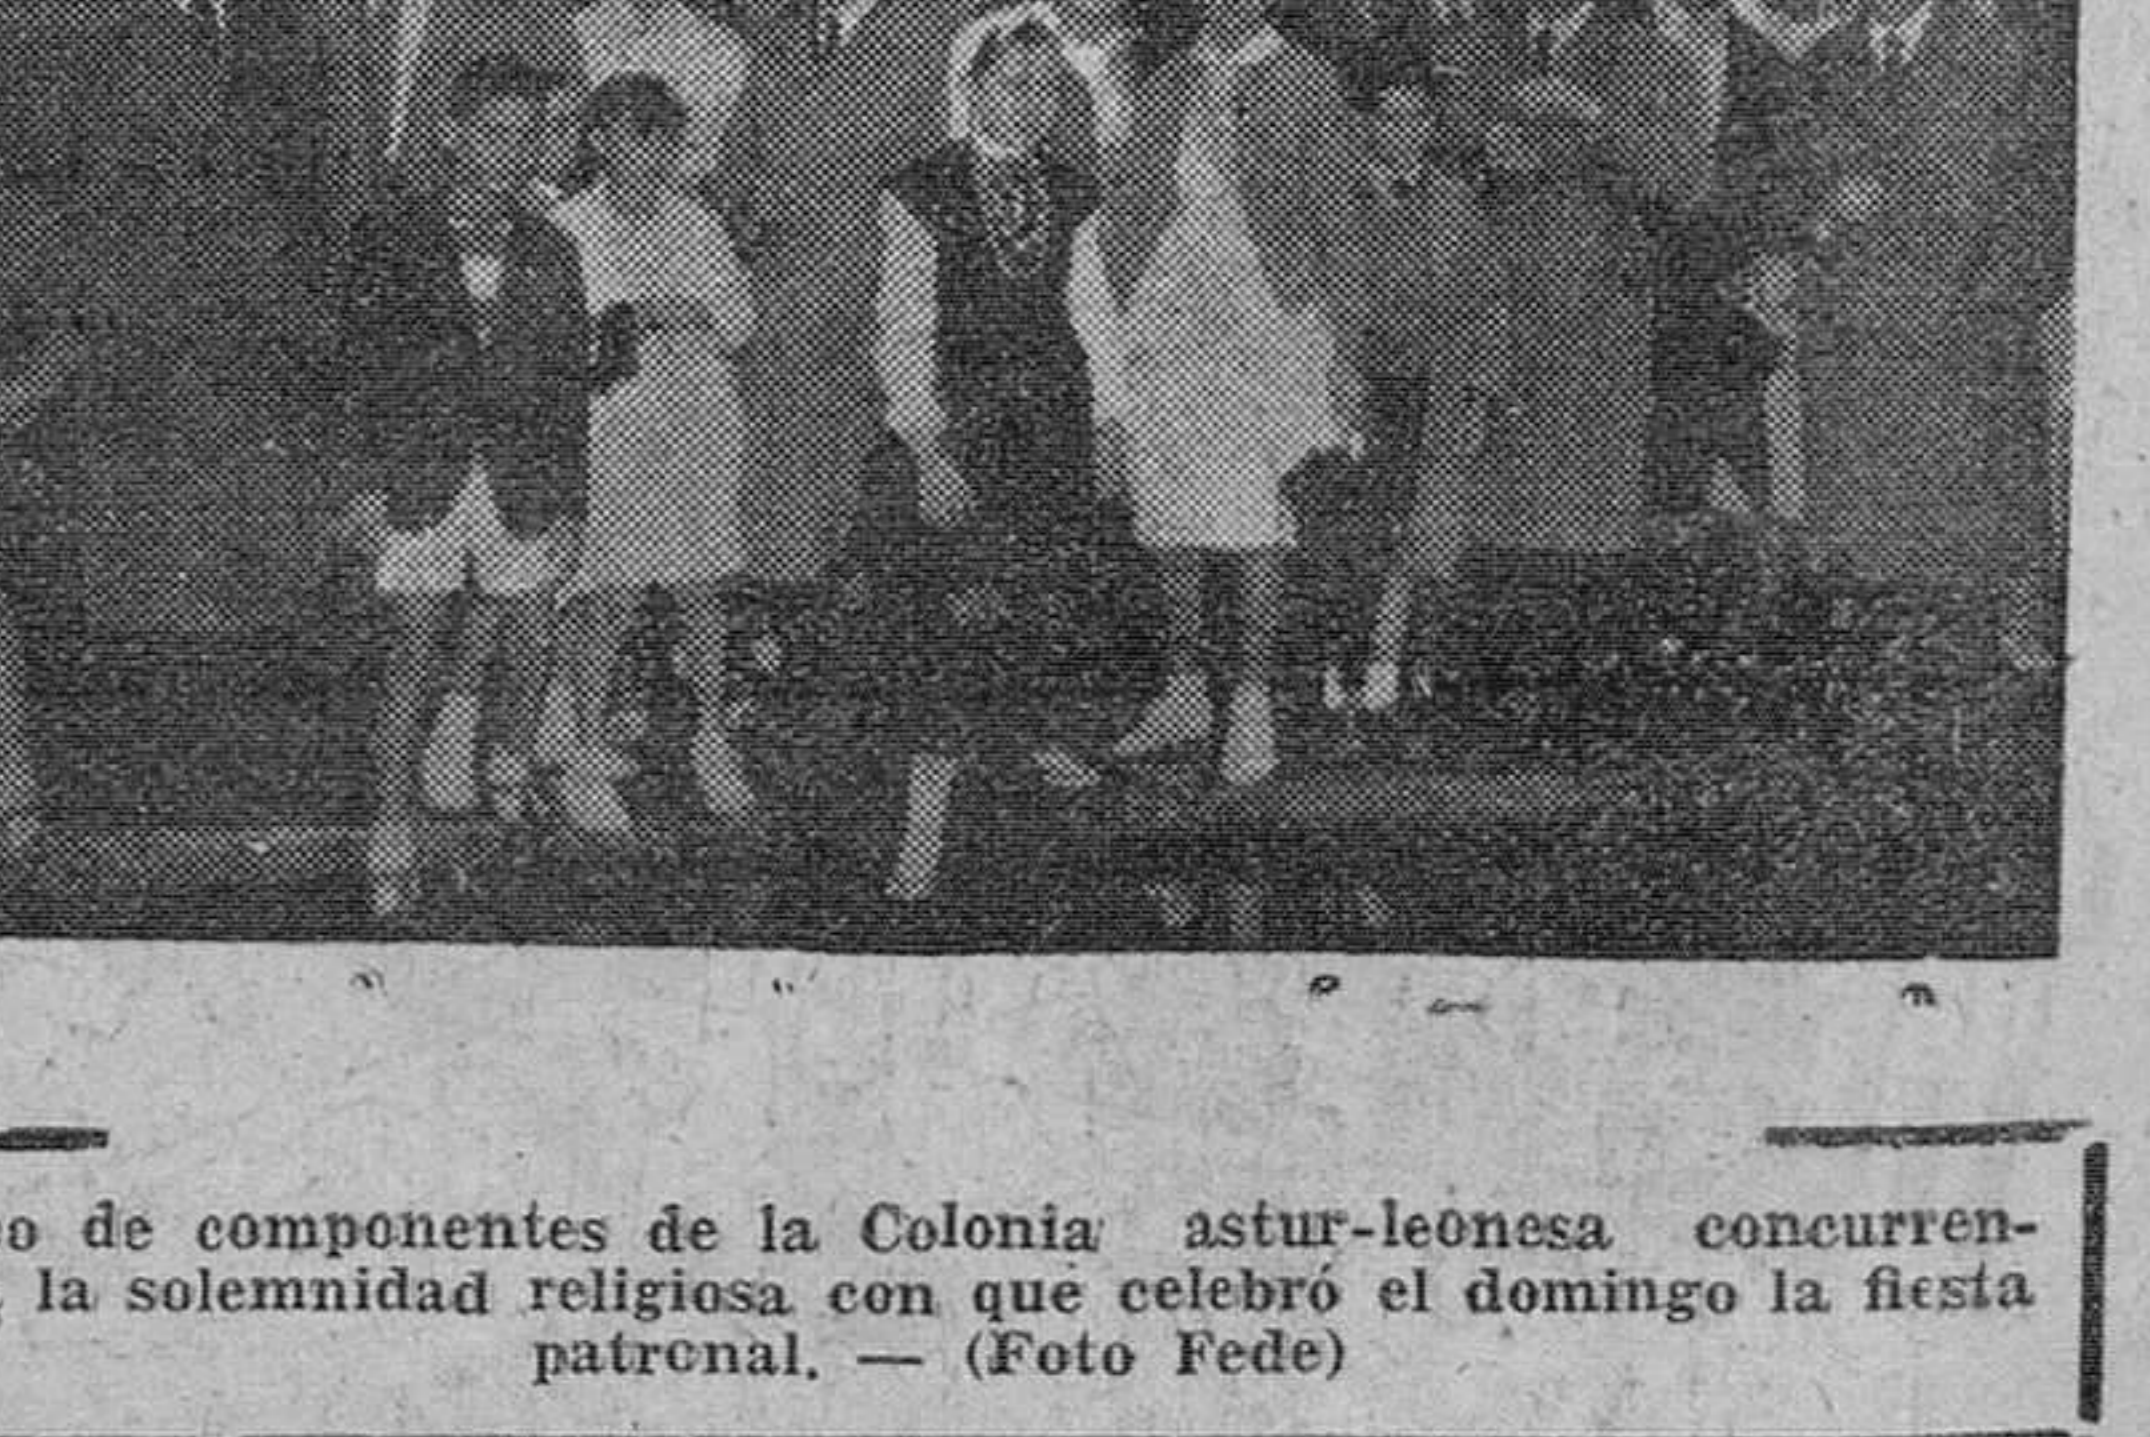 de componentes de la Colonia astur-leonesa concurren-
la solemnidad religiosa con que celebró el domingo la fiesta
patronal. — (Foto Fede)